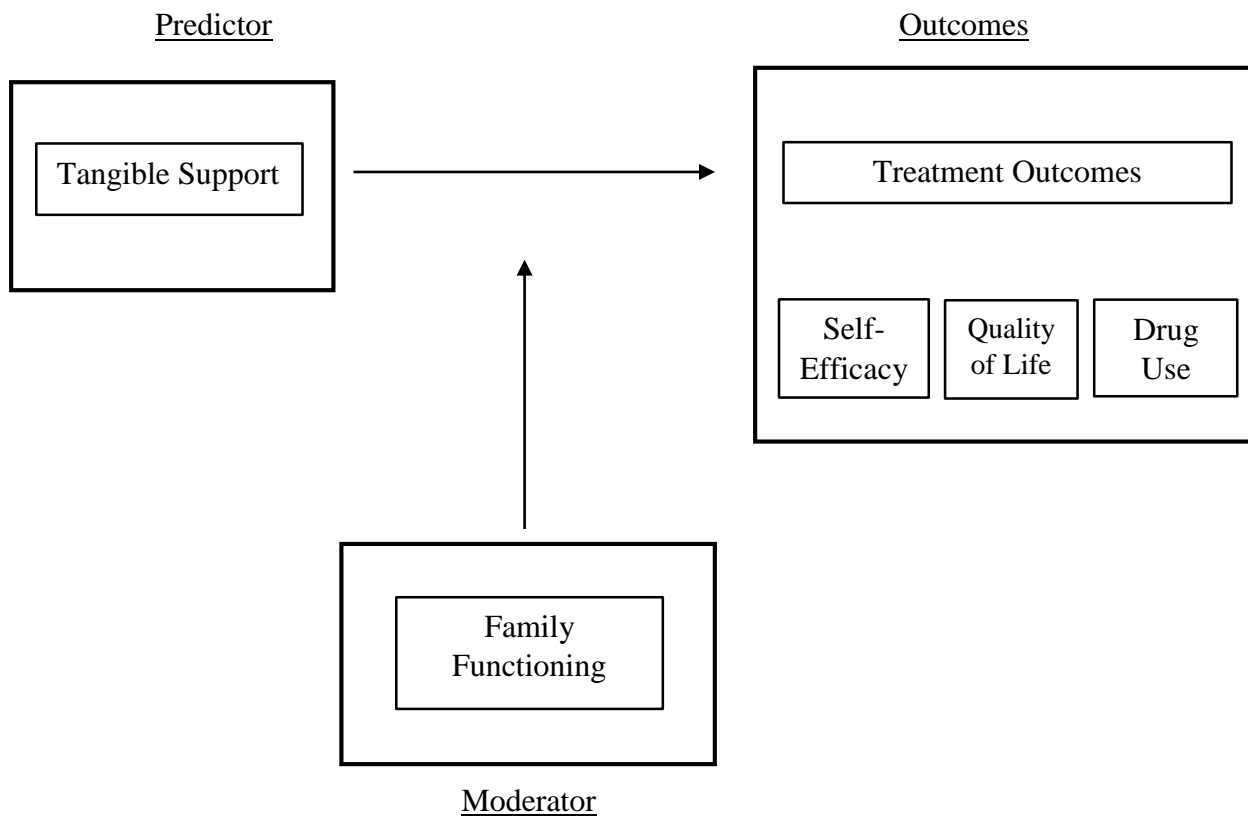 Predictor
Outcomes
Tangible Support
Treatment Outcomes
Self-
Efficacy
Quality
of Life
Drug
Use
Family
Functioning
Moderator